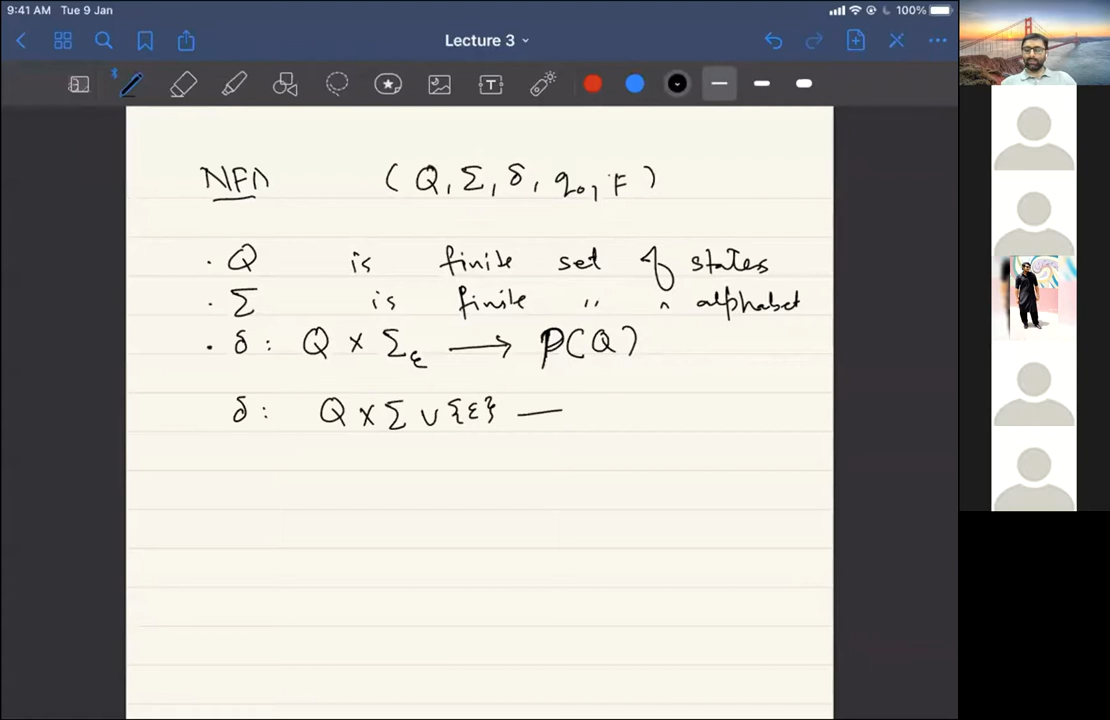 9:41 AM Tue 9 Jan 100%
Lecture 3
NFA (Q, Σ, δ, q₀, F)
· Q is finite set of states
· Σ is finite " " alphabet
· δ : Q × Σ_ε → P(Q)
δ : Q × Σ ∪ {ε} —